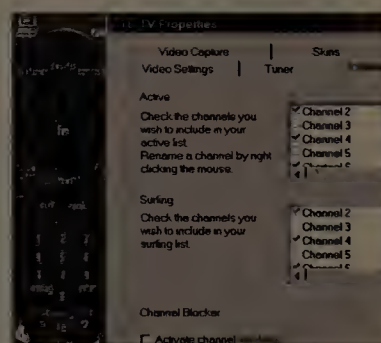 TV Properties
Video Capture
Skins
Video Settings
Tuner
Active
Check the channels you
wish to include in your
active list.
Rename a channel by right
clicking the mouse.
Channel 2
Channel 3
Channel 4
Channel 5
Surfing
Check the channels you
wish to include in your
surfing list.
Channel 2
Channel 3
Channel 4
Channel 5
Channel Blocker
Activate channel